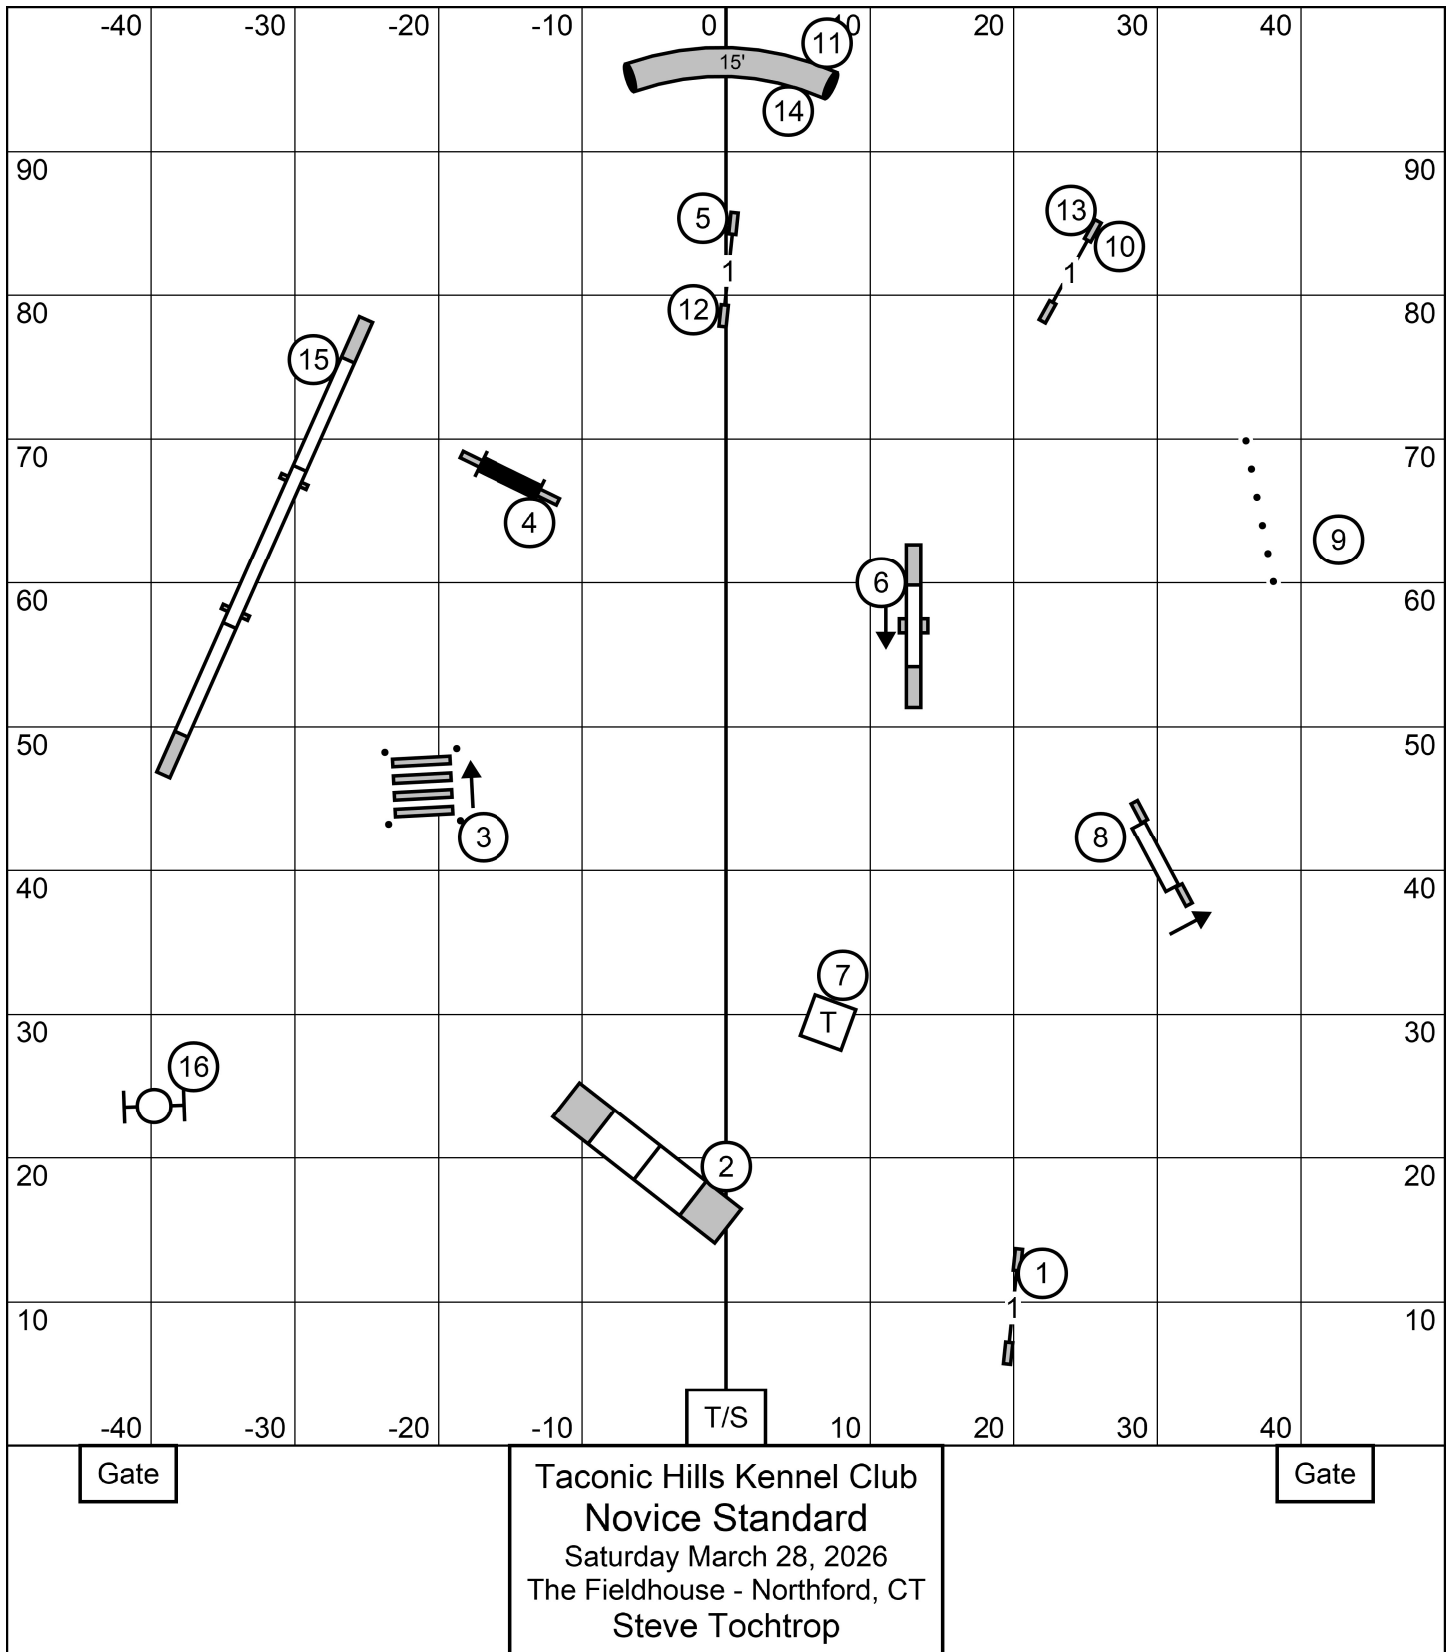 -40 -30 -20 -10 0 10 20 30 40
11
15'
14
90 90
5 13 10
1 1
12
80 80
15
70 70
4
9
6
60 60
50 50
3 8
40 40
7
T
30 30
16
2
20 20
1
1
10 10
-40 -30 -20 -10 T/S 10 20 30 40
Gate Gate
Taconic Hills Kennel Club
Novice Standard
Saturday March 28, 2026
The Fieldhouse - Northford, CT
Steve Tochtrop